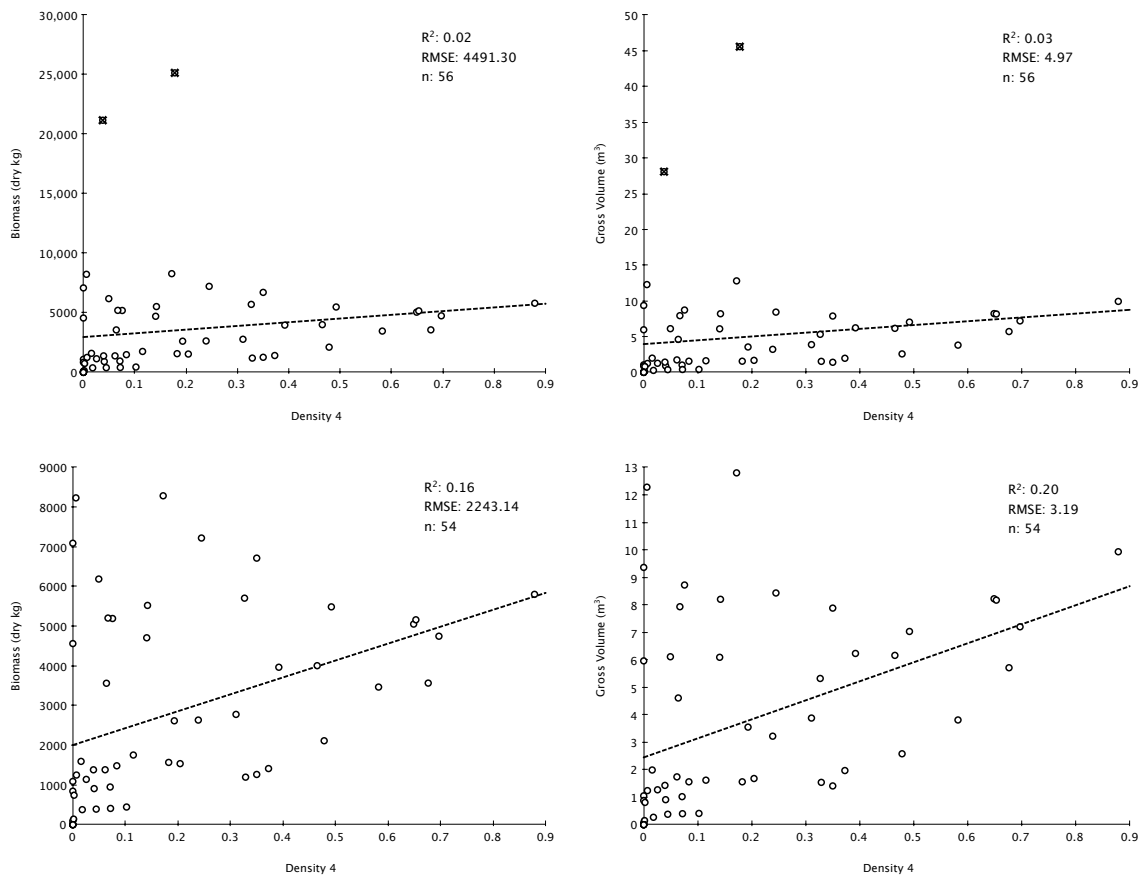 30,000
25,000
20,000
15,000
10,000
5000
0
Biomass (dry kg)
R²: 0.02
RMSE: 4491.30
n: 56
0 0.1 0.2 0.3 0.4 0.5 0.6 0.7 0.8 0.9
Density 4
50
45
40
35
30
25
20
15
10
5
0
Gross Volume (m³)
R²: 0.03
RMSE: 4.97
n: 56
0 0.1 0.2 0.3 0.4 0.5 0.6 0.7 0.8 0.9
Density 4
9000
8000
7000
6000
5000
4000
3000
2000
1000
0
Biomass (dry kg)
R²: 0.16
RMSE: 2243.14
n: 54
0 0.1 0.2 0.3 0.4 0.5 0.6 0.7 0.8 0.9
Density 4
13
12
11
10
9
8
7
6
5
4
3
2
1
0
Gross Volume (m³)
R²: 0.20
RMSE: 3.19
n: 54
0 0.1 0.2 0.3 0.4 0.5 0.6 0.7 0.8 0.9
Density 4